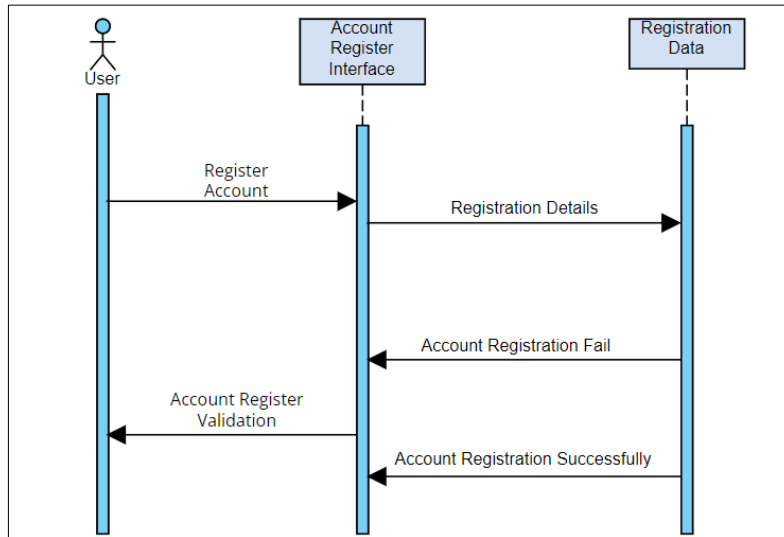 User
Account
Register
Interface
Registration
Data
Register
Account
Registration Details
Account Registration Fail
Account Register
Validation
Account Registration Successfully